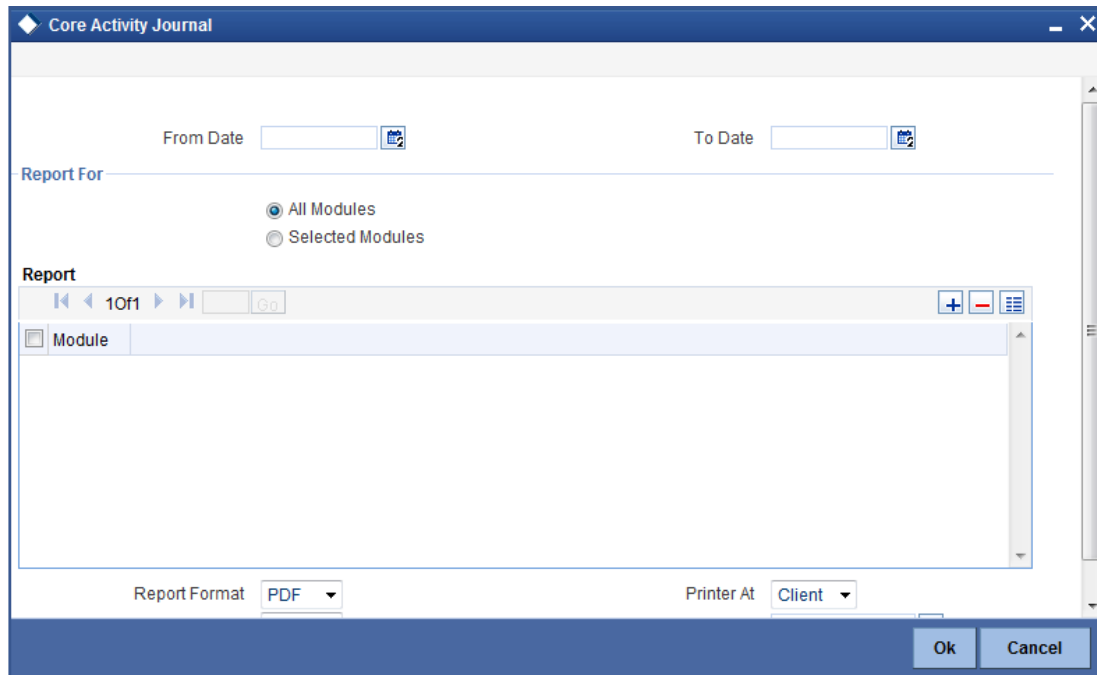 Core Activity Journal
From Date To Date
Report For
All Modules
Selected Modules
Report
1Of1 Go
Module
Report Format PDF Printer At Client
Ok Cancel